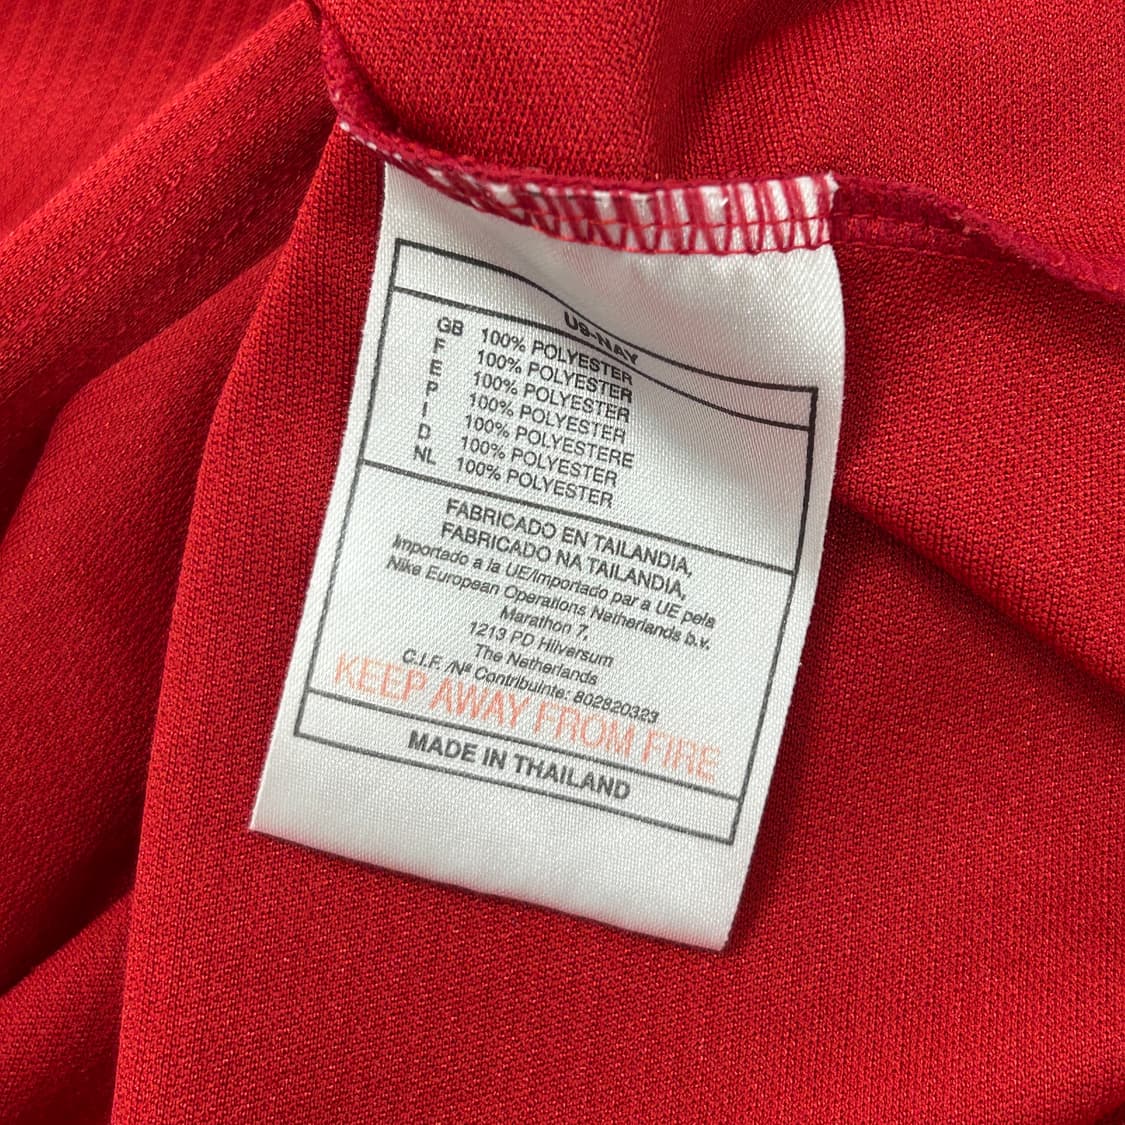 U9-NAY
GB 100% POLYESTER
F 100% POLYESTER
E 100% POLYESTER
P 100% POLYESTER
I 100% POLYESTERE
D 100% POLYESTER
NL 100% POLYESTER
FABRICADO EN TAILANDIA,
FABRICADO NA TAILANDIA,
Importado a la UE/Importado par a UE pela
Nike European Operations Netherlands b.v.
Marathon 7,
1213 PD Hilversum
The Netherlands
C.I.F. /Nª Contribuinte: 802820323
KEEP AWAY FROM FIRE
MADE IN THAILAND